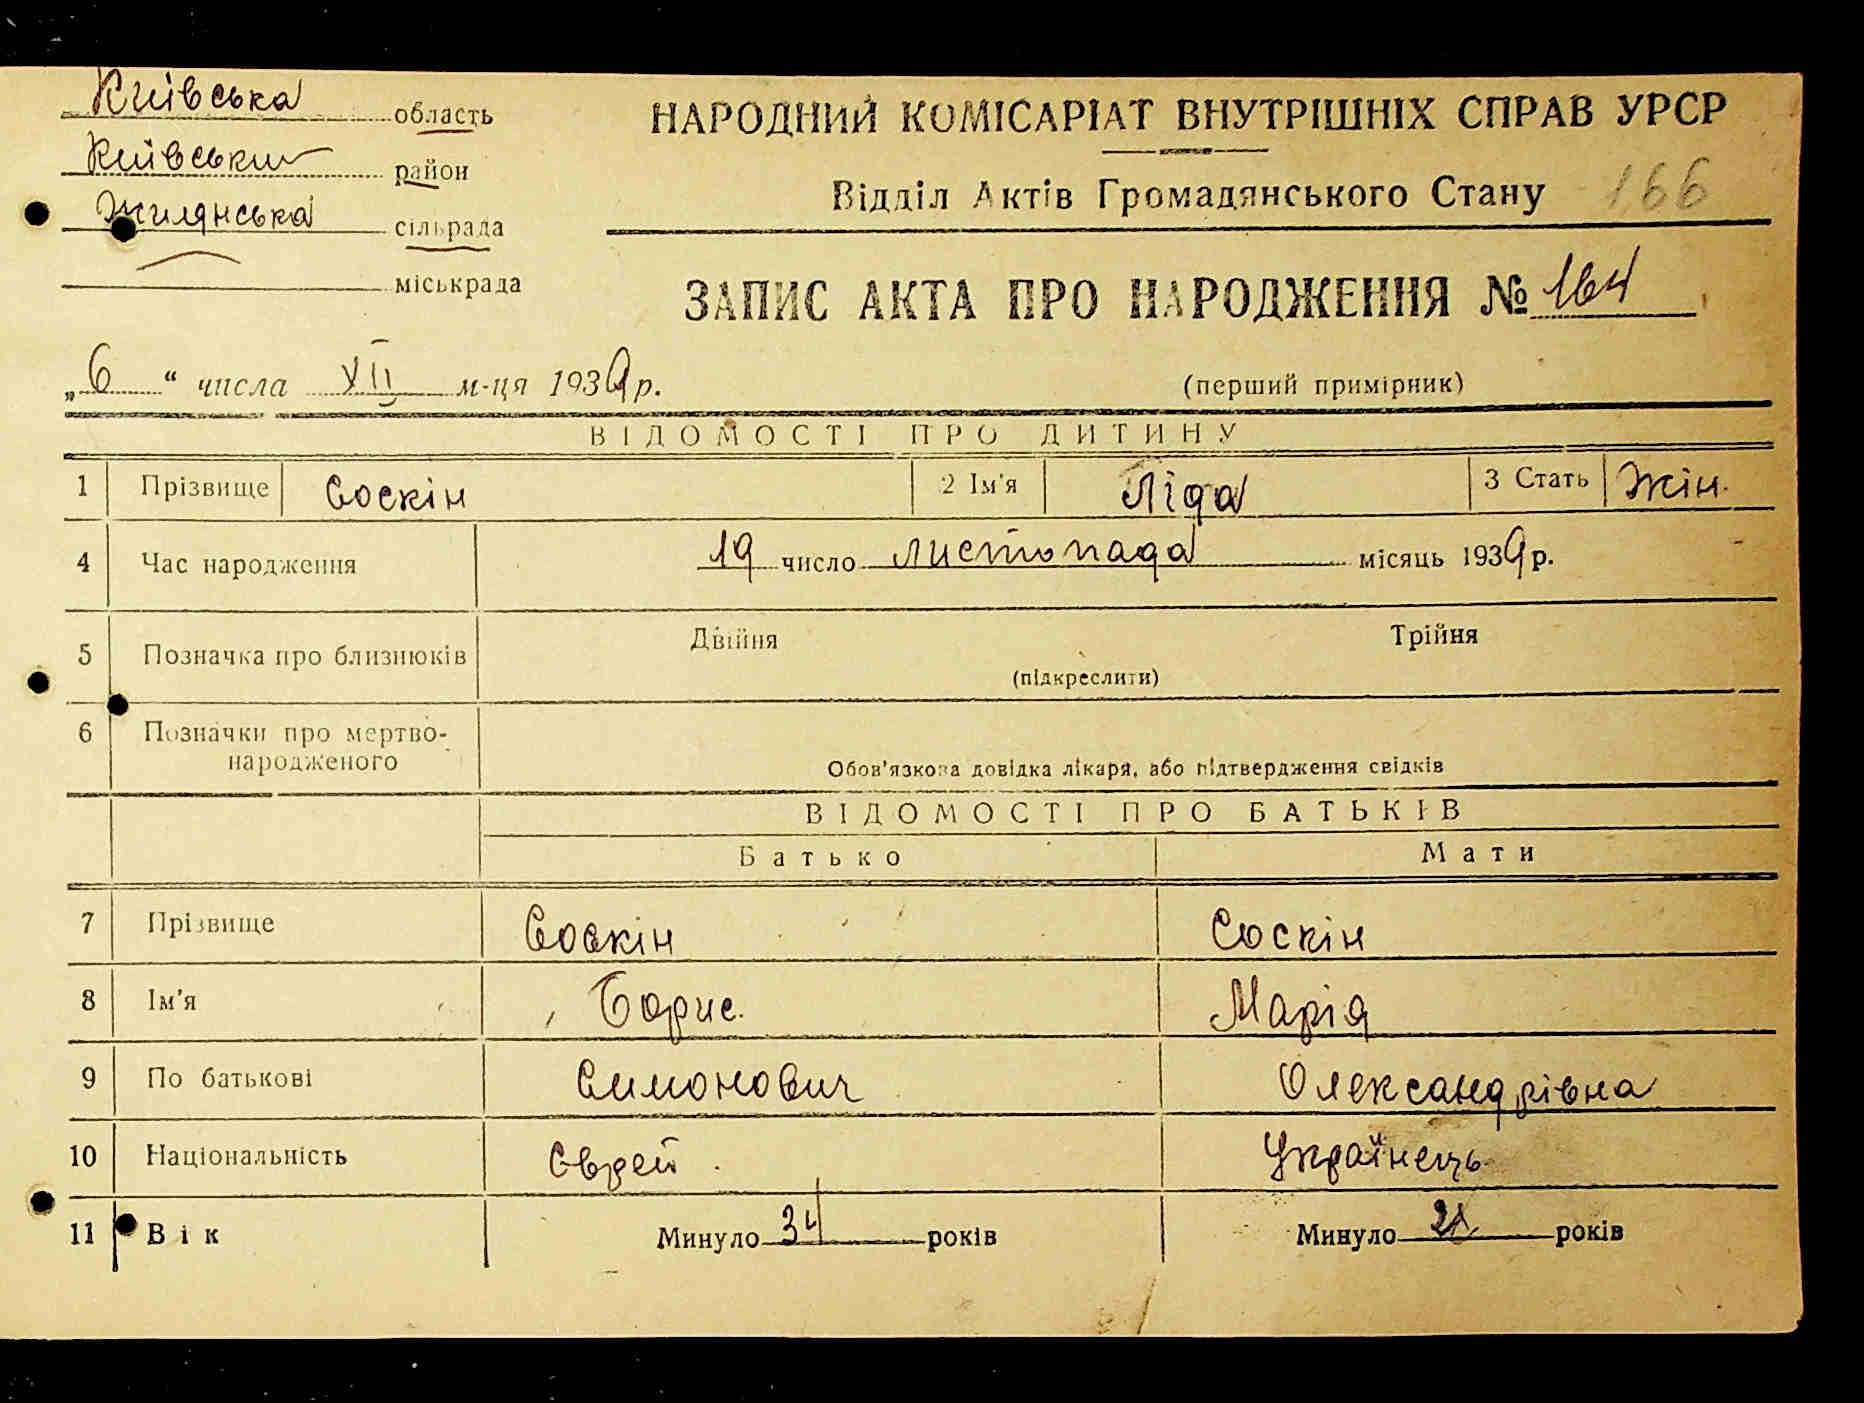 Київська область
Київський район
Жилянська сільрада
міськрада
НАРОДНИЙ КОМІСАРІАТ ВНУТРІШНІХ СПРАВ УРСР
Відділ Актів Громадянського Стану 166
ЗАПИС АКТА ПРО НАРОДЖЕННЯ № 164
„6“ числа XII м-ця 1939 р.
(перший примірник)
ВІДОМОСТІ ПРО ДИТИНУ
1 Прізвище Соскін 2 Ім'я Ліда 3 Стать Жін.
4 Час народження 19 число листопада місяць 1939 р.
5 Позначка про близнюків Двійня Трійня
(підкреслити)
6 Позначки про мертво-
народженого
Обов'язкова довідка лікаря, або підтвердження свідків
ВІДОМОСТІ ПРО БАТЬКІВ
Батько Мати
7 Прізвище Соскін Соскін
8 Ім'я Борис. Марія
9 По батькові Симонович Олександрівна
10 Національність Єврей. Українець
11 Вік Минуло 34 років Минуло років